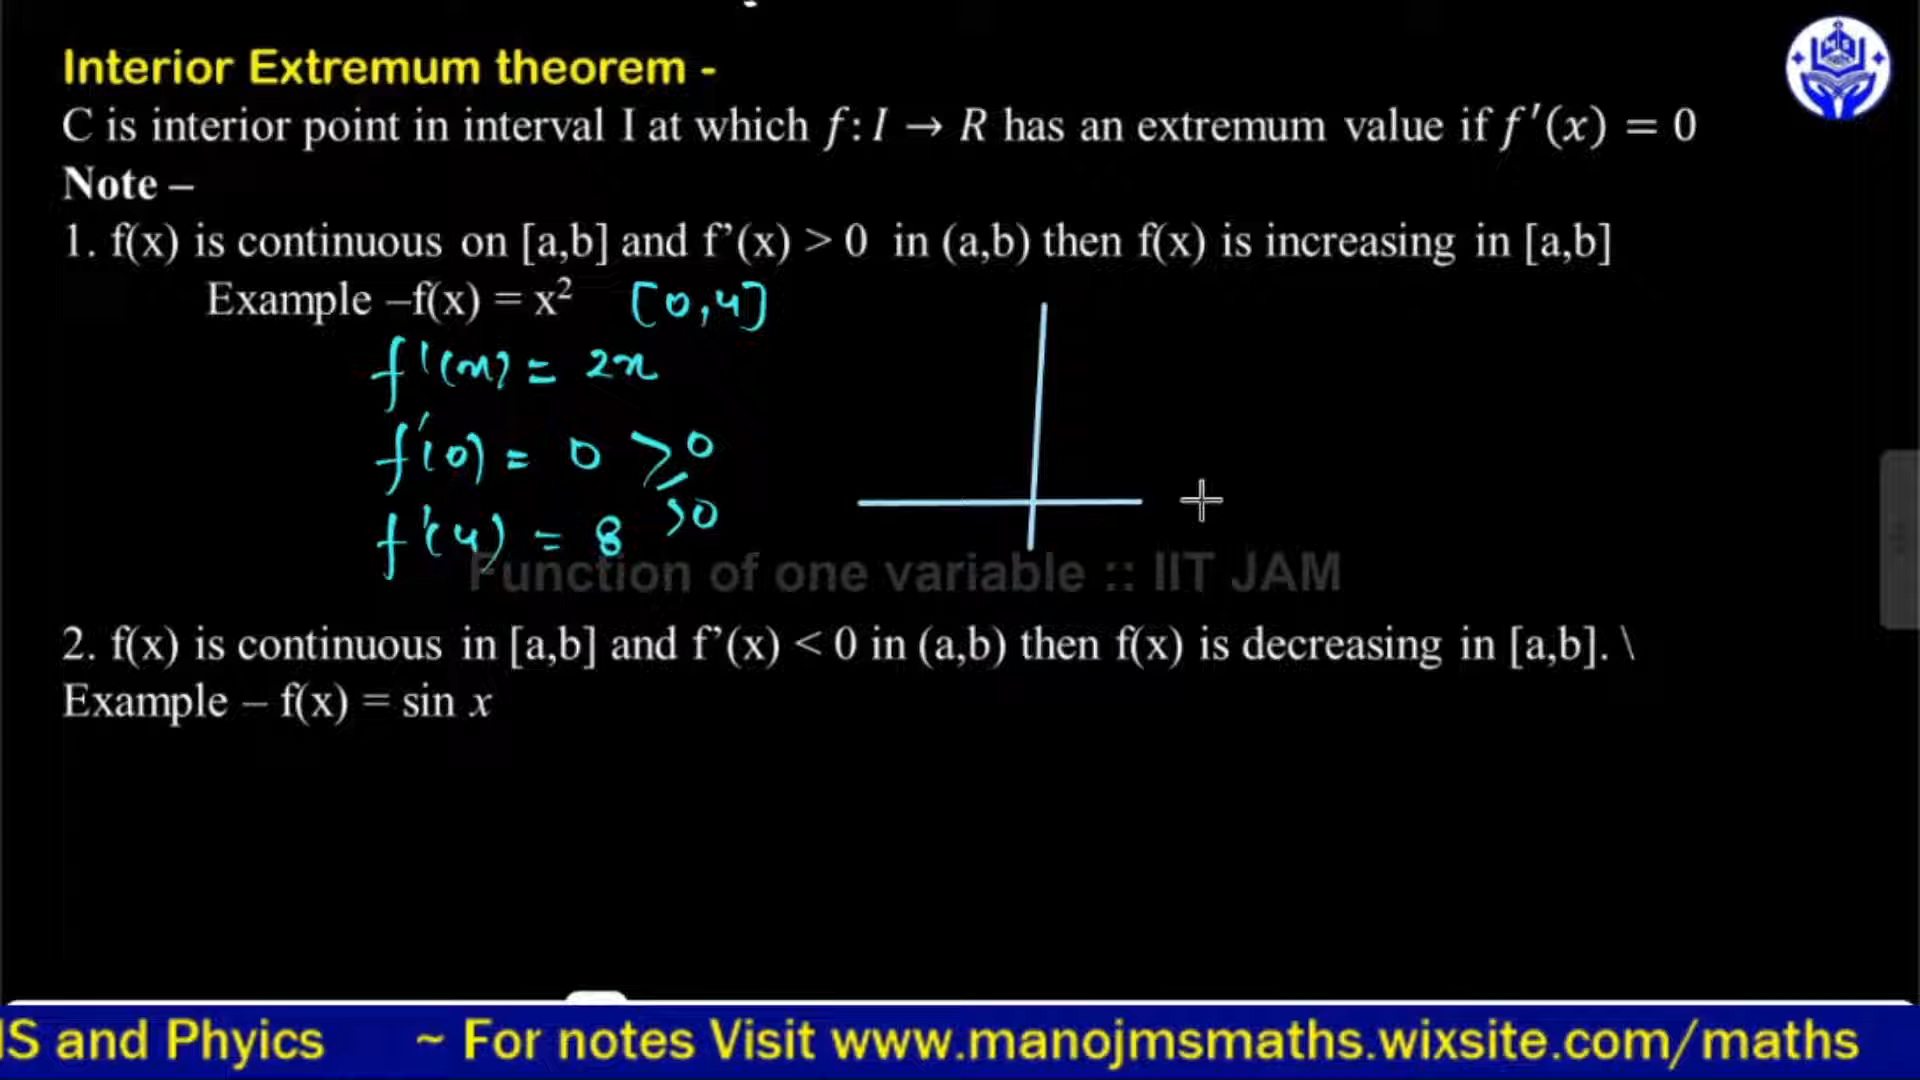 Interior Extremum theorem -
C is interior point in interval I at which f: I → R has an extremum value if f′(x) = 0
Note –
1. f(x) is continuous on [a,b] and f’(x) > 0 in (a,b) then f(x) is increasing in [a,b]
Example –f(x) = x² [0,4]
f'(x) = 2x
f'(0) = 0 ≥ 0
f'(4) = 8 >0
Function of one variable :: IIT JAM
2. f(x) is continuous in [a,b] and f’(x) < 0 in (a,b) then f(x) is decreasing in [a,b]. \
Example – f(x) = sin x
IS and Phyics ~ For notes Visit www.manojmsmaths.wixsite.com/maths